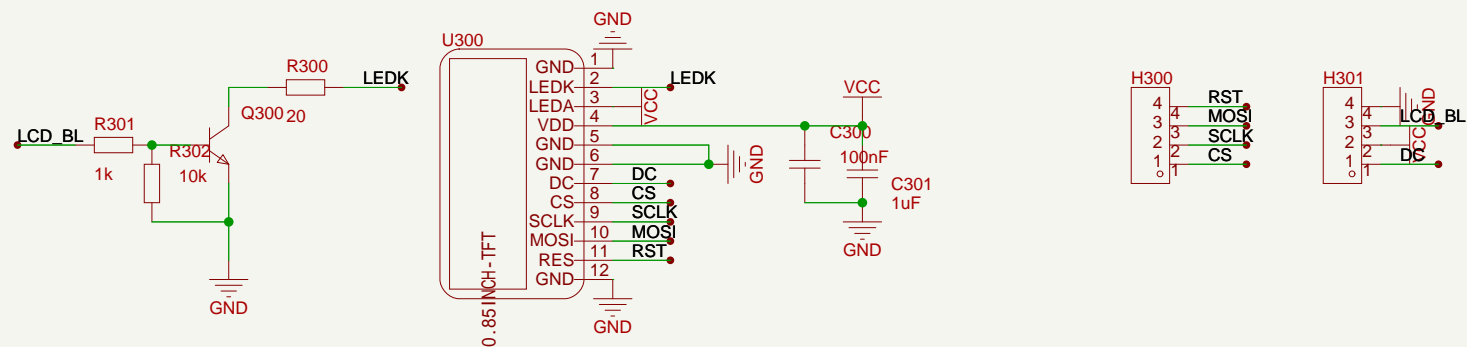 LCD_BL
R301
1k
R302
10k
Q300
R300
20
LEDK
GND
U300
0.85INCH-TFT
GND
GND 1
LEDK 2 LEDK
LEDA 3 VCC
VDD 4
GND 5
GND 6
GND
DC 7 DC
CS 8 CS
SCLK 9 SCLK
MOSI 10 MOSI
RES 11 RST
GND 12
GND
VCC
C300
100nF
C301
1uF
GND
H300
4 4 RST
3 3 MOSI
2 2 SCLK
1 1 CS
H301
4 4 GND
3 3 LCD_BL
2 2 VCC
1 1 DC